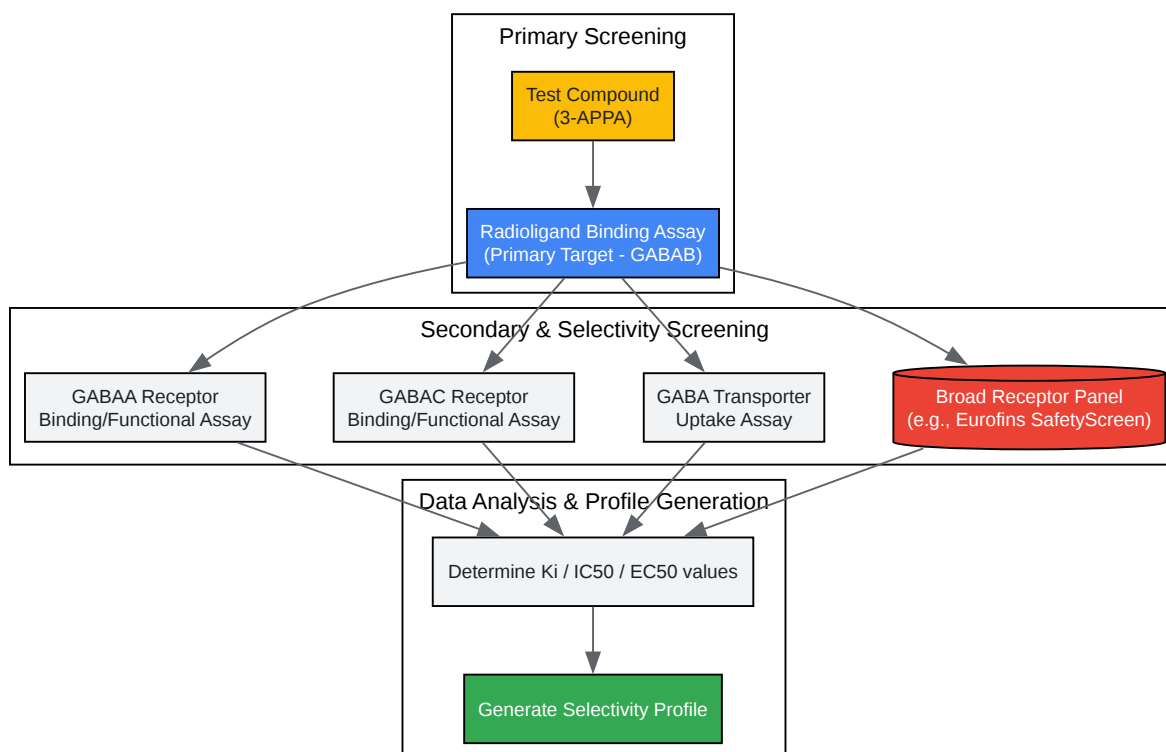 Primary Screening
Test Compound
(3-APPA)
Radioligand Binding Assay
(Primary Target - GABAB)
Secondary & Selectivity Screening
GABAA Receptor
Binding/Functional Assay
GABAC Receptor
Binding/Functional Assay
GABA Transporter
Uptake Assay
Broad Receptor Panel
(e.g., Eurofins SafetyScreen)
Data Analysis & Profile Generation
Determine Ki / IC50 / EC50 values
Generate Selectivity Profile